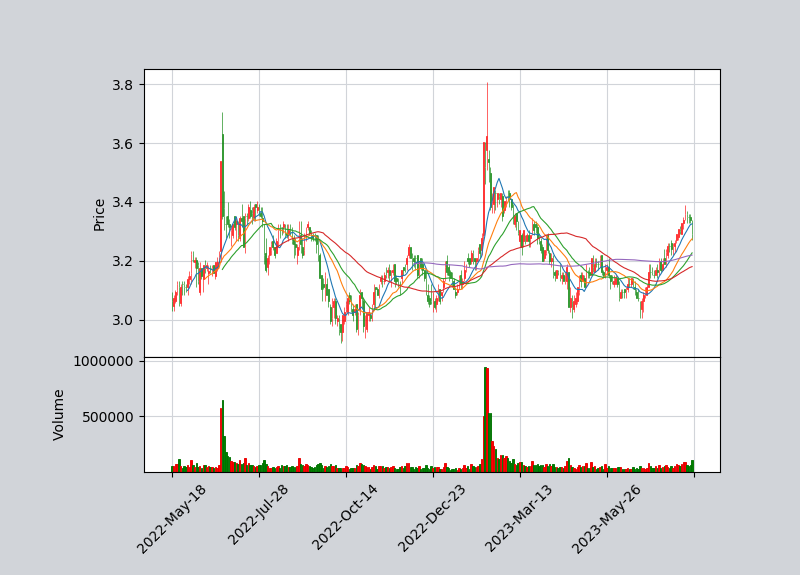 3.8
3.6
3.4
3.2
3.0
Price
1000000
500000
Volume
2022-May-18
2022-Jul-28
2022-Oct-14
2022-Dec-23
2023-Mar-13
2023-May-26